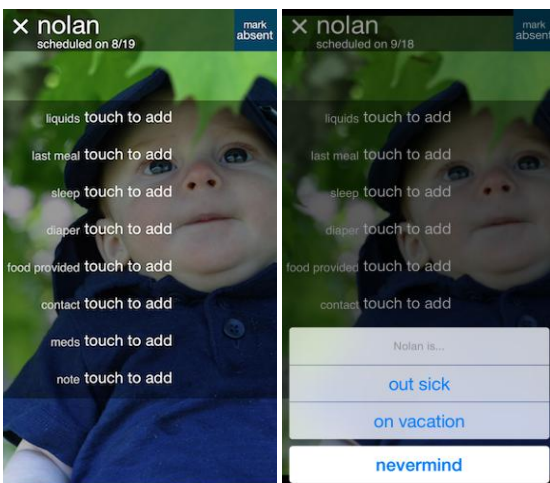 × nolan
mark absent
scheduled on 8/19
liquids touch to add
last meal touch to add
sleep touch to add
diaper touch to add
food provided touch to add
contact touch to add
meds touch to add
note touch to add
× nolan
mark absent
scheduled on 9/18
liquids touch to add
last meal touch to add
sleep touch to add
diaper touch to add
food provided touch to add
contact touch to add
Nolan is...
out sick
on vacation
nevermind